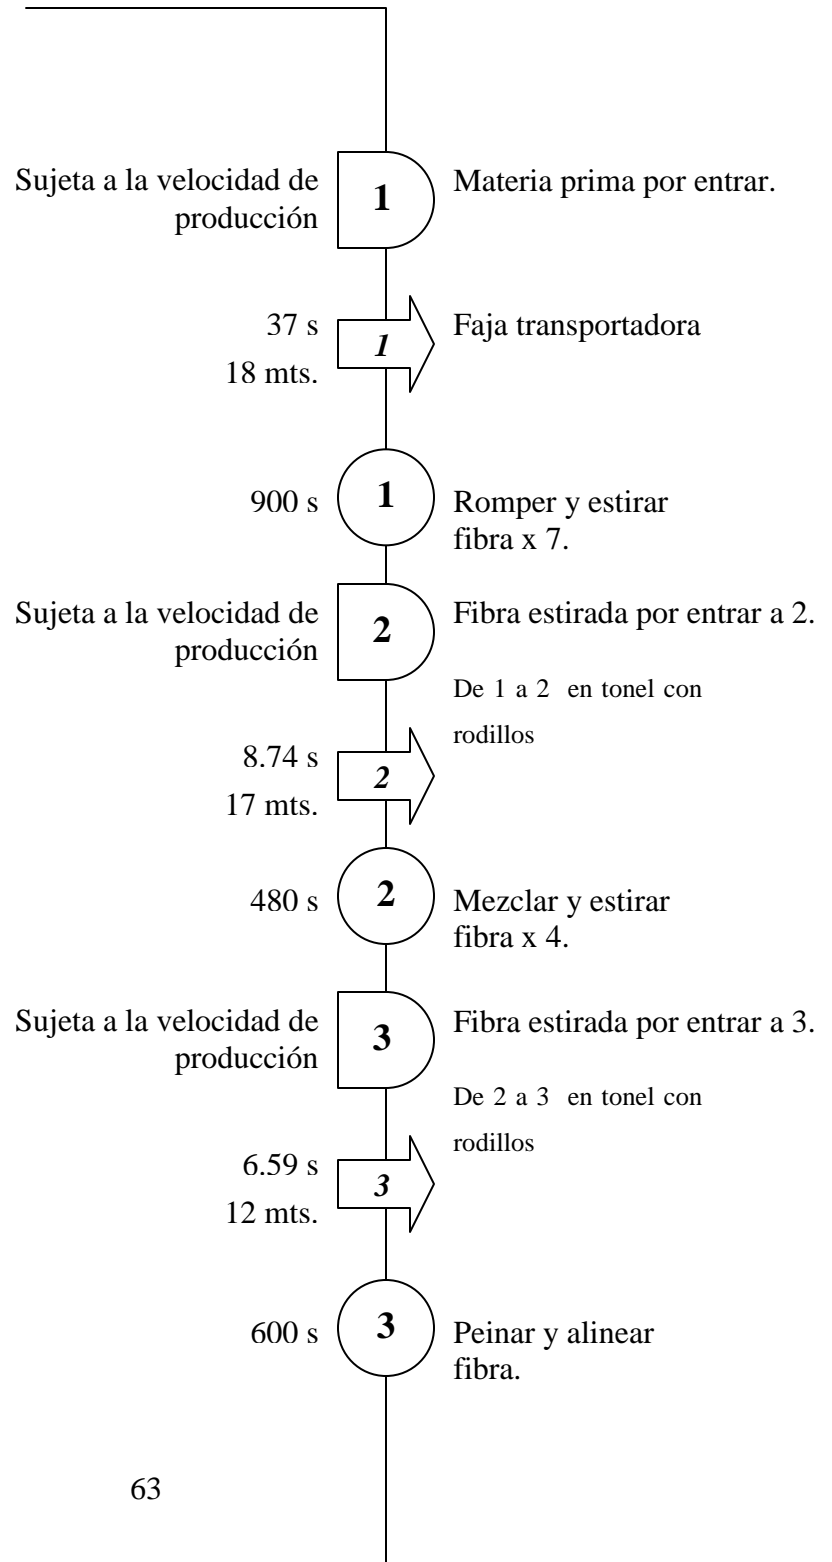 Sujeta a la velocidad de
producción
1
Materia prima por entrar.
37 s
18 mts.
1
Faja transportadora
900 s
1
Romper y estirar
fibra x 7.
Sujeta a la velocidad de
producción
2
Fibra estirada por entrar a 2.
De 1 a 2 en tonel con
rodillos
8.74 s
17 mts.
2
480 s
2
Mezclar y estirar
fibra x 4.
Sujeta a la velocidad de
producción
3
Fibra estirada por entrar a 3.
De 2 a 3 en tonel con
rodillos
6.59 s
12 mts.
3
600 s
3
Peinar y alinear
fibra.
63